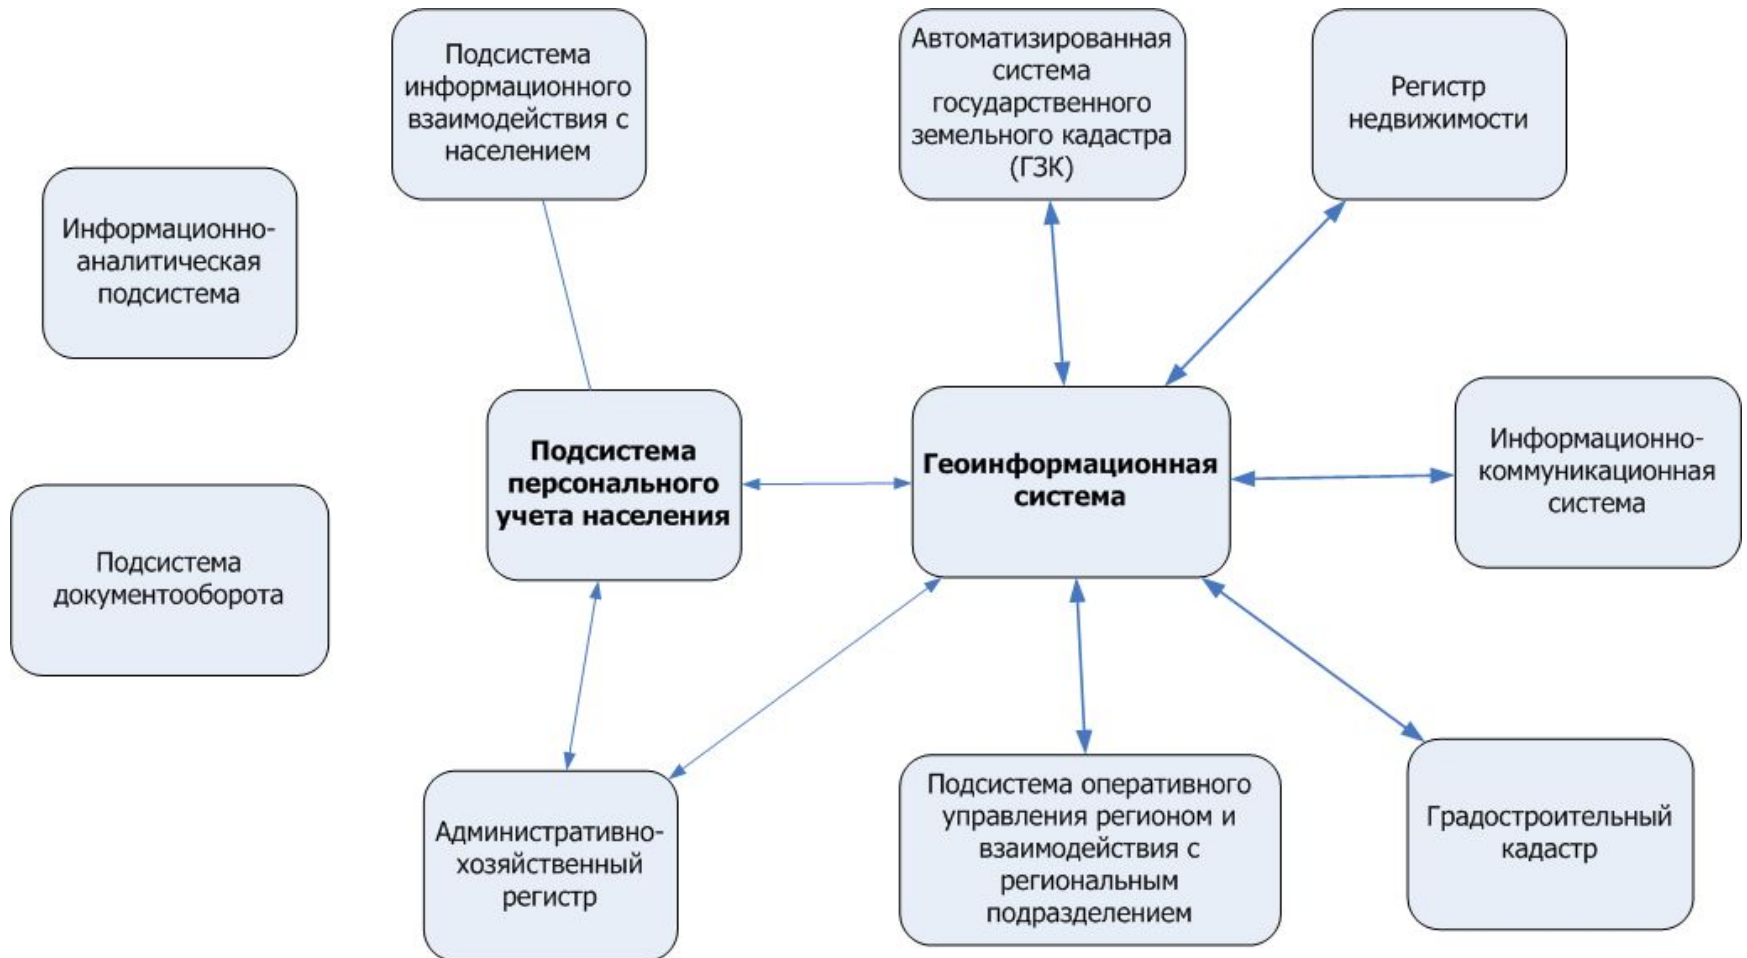 Подсистема
информационного
взаимодействия с
населением
Автоматизированная
система
государственного
земельного кадастра
(ГЗК)
Регистр
недвижимости
Информационно-
аналитическая
подсистема
Подсистема
персонального
учета населения
Геоинформационная
система
Информационно-
коммуникационная
система
Подсистема
документооборота
Административно-
хозяйственный
регистр
Подсистема оперативного
управления регионом и
взаимодействия с
региональным
подразделением
Градостроительный
кадастр